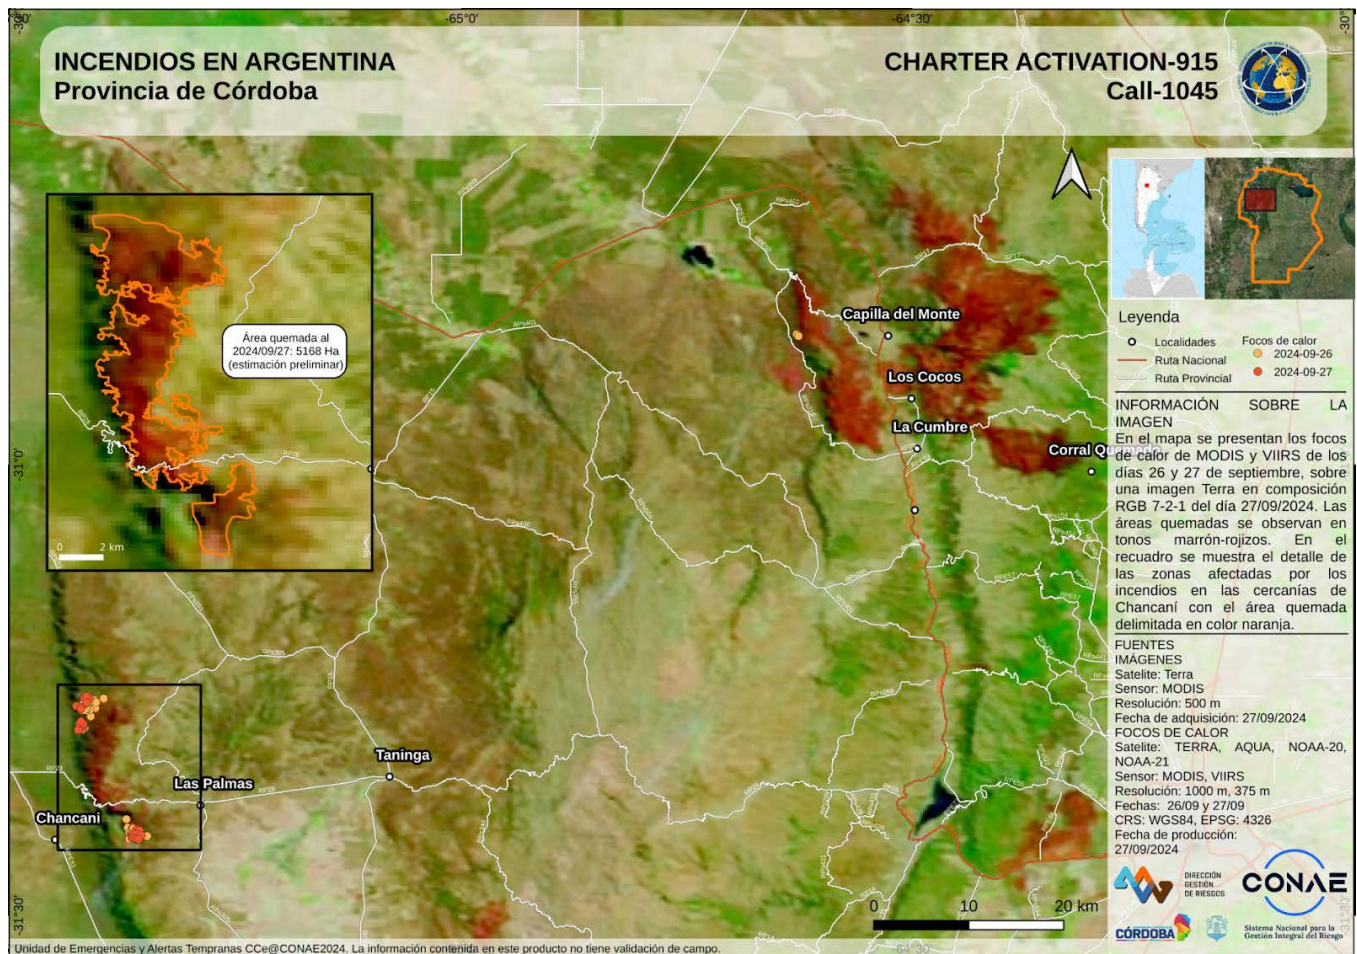 -30°30'
-65°0'
-64°30'
-30°
INCENDIOS EN ARGENTINA
Provincia de Córdoba
CHARTER ACTIVATION-915
Call-1045
Área quemada al
2024/09/27: 5168 Ha
(estimación preliminar)
0 2 km
-31°0'
Capilla del Monte
Los Cocos
La Cumbre
Corral Quemado
Taninga
Las Palmas
Chancani
RP28
Leyenda
Localidades
Ruta Nacional
Ruta Provincial
Focos de calor
2024-09-26
2024-09-27
INFORMACIÓN SOBRE LA
IMAGEN
En el mapa se presentan los focos
de calor de MODIS y VIIRS de los
días 26 y 27 de septiembre, sobre
una imagen Terra en composición
RGB 7-2-1 del día 27/09/2024. Las
áreas quemadas se observan en
tonos marrón-rojizos. En el
recuadro se muestra el detalle de
las zonas afectadas por los
incendios en las cercanías de
Chancaní con el área quemada
delimitada en color naranja.
FUENTES
IMÁGENES
Satelite: Terra
Sensor: MODIS
Resolución: 500 m
Fecha de adquisición: 27/09/2024
FOCOS DE CALOR
Satelite: TERRA, AQUA, NOAA-20,
NOAA-21
Sensor: MODIS, VIIRS
Resolución: 1000 m, 375 m
Fechas: 26/09 y 27/09
CRS: WGS84, EPSG: 4326
Fecha de producción:
27/09/2024
DIRECCIÓN
GESTIÓN
DE RIESGOS
CONAE
CÓRDOBA
Sistema Nacional para la
Gestión Integral del Riesgo
0 10 20 km
-31°30'
-64°30'
-31°30'
Unidad de Emergencias y Alertas Tempranas CCe@CONAE2024. La información contenida en este producto no tiene validación de campo.